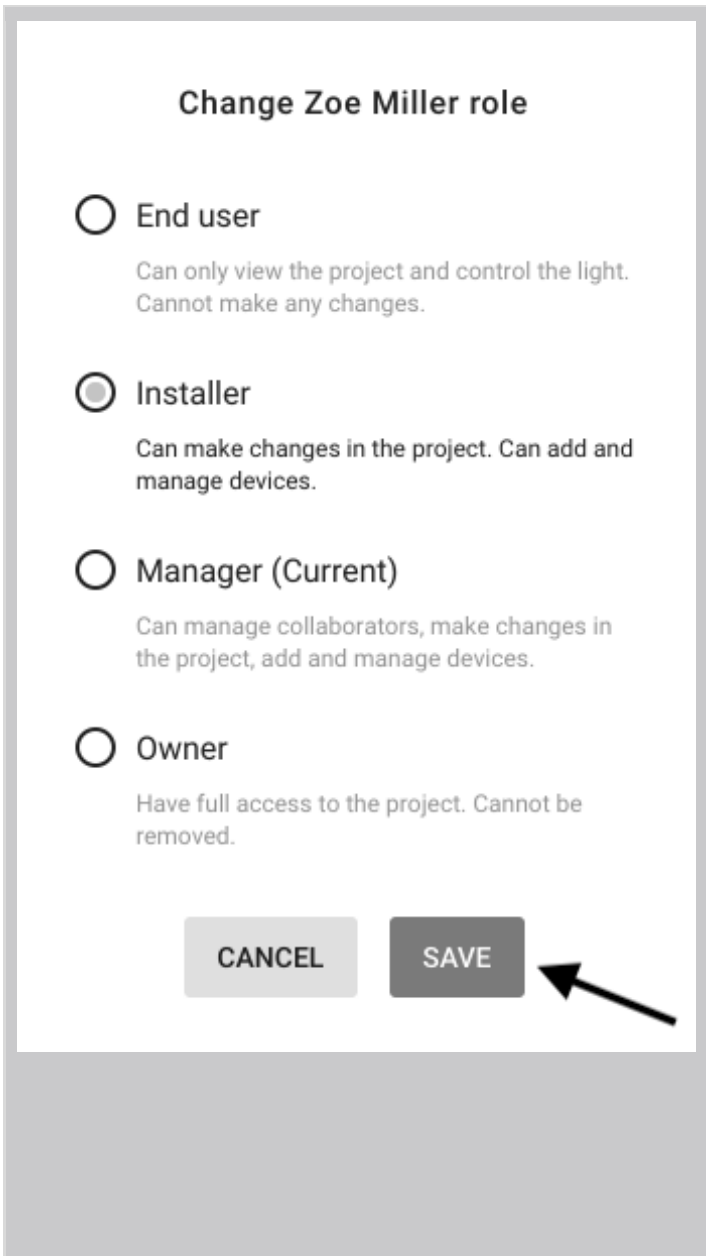 Change Zoe Miller role
End user
Can only view the project and control the light.
Cannot make any changes.
Installer
Can make changes in the project. Can add and
manage devices.
Manager (Current)
Can manage collaborators, make changes in
the project, add and manage devices.
Owner
Have full access to the project. Cannot be
removed.
CANCEL SAVE